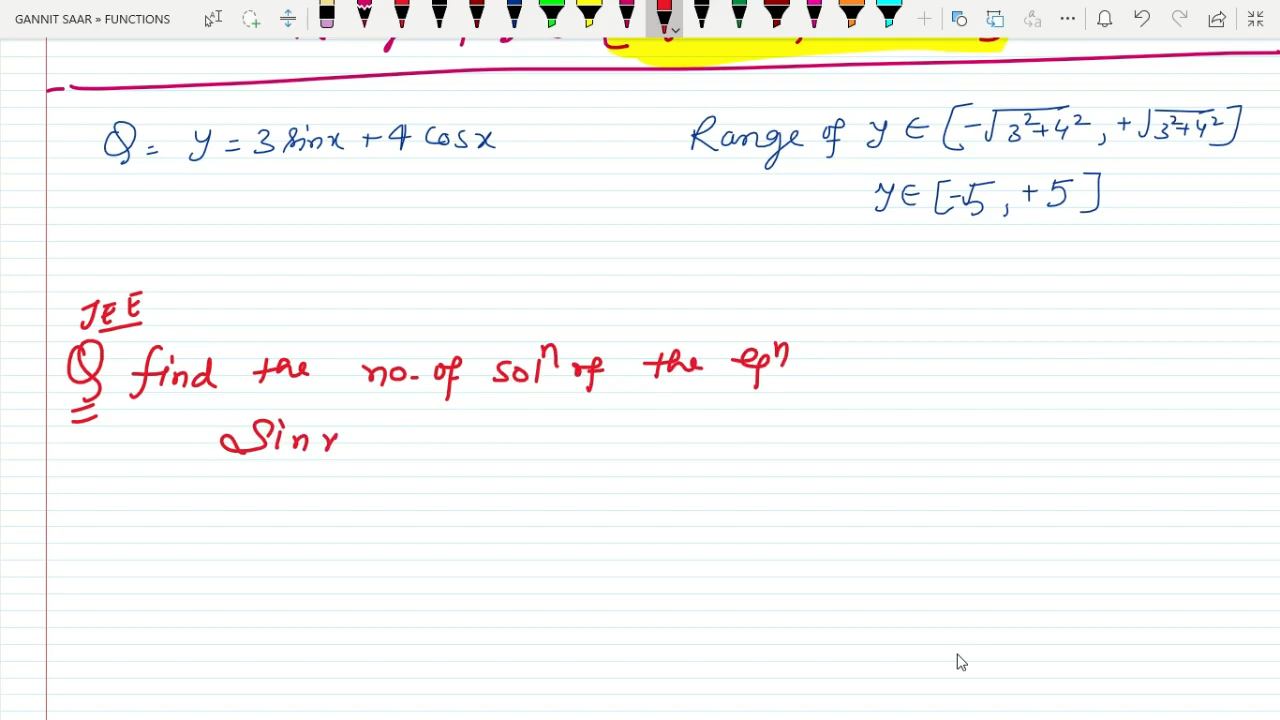 GANNIT SAAR » FUNCTIONS
Q= y = 3 sinx + 4 cosx
Range of y ∈ [-√3²+4², +√3²+4²]
y ∈ [-5, +5]
JEE
Q find the no. of solⁿ of the eqⁿ
Sin x